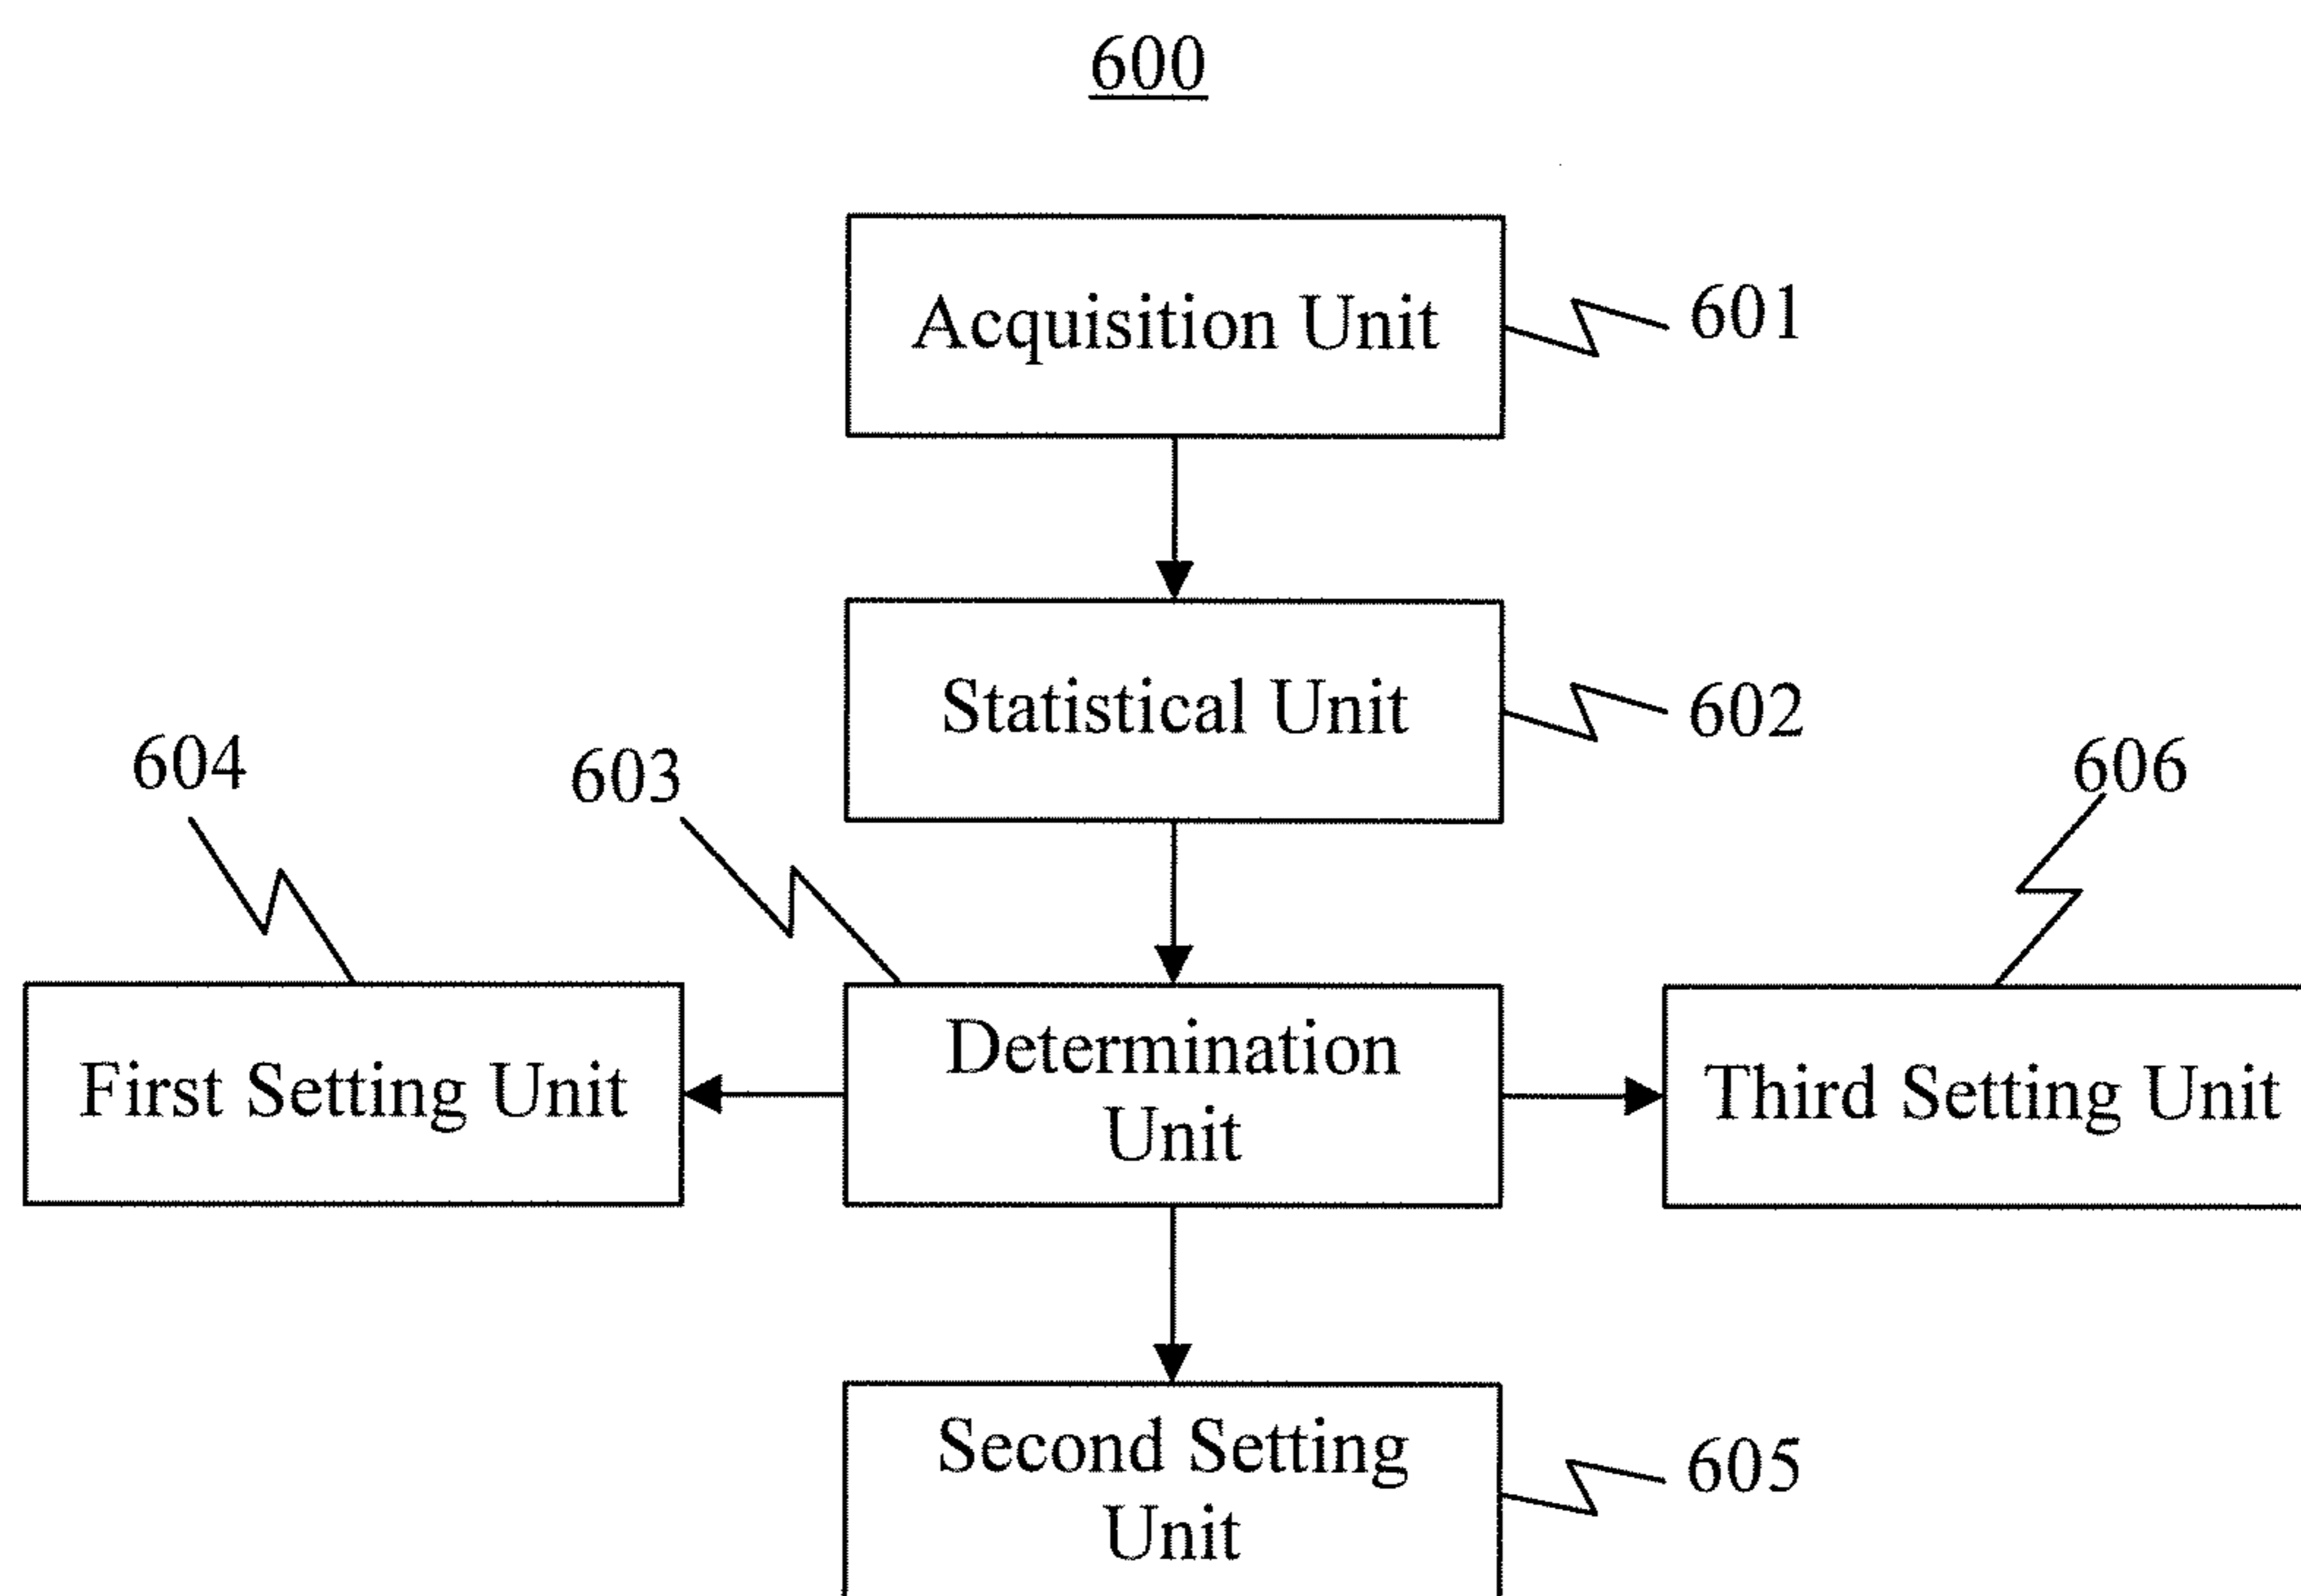 600
Acquisition Unit
601
Statistical Unit
602
604
603
606
First Setting Unit
Determination
Unit
Third Setting Unit
Second Setting
Unit
605